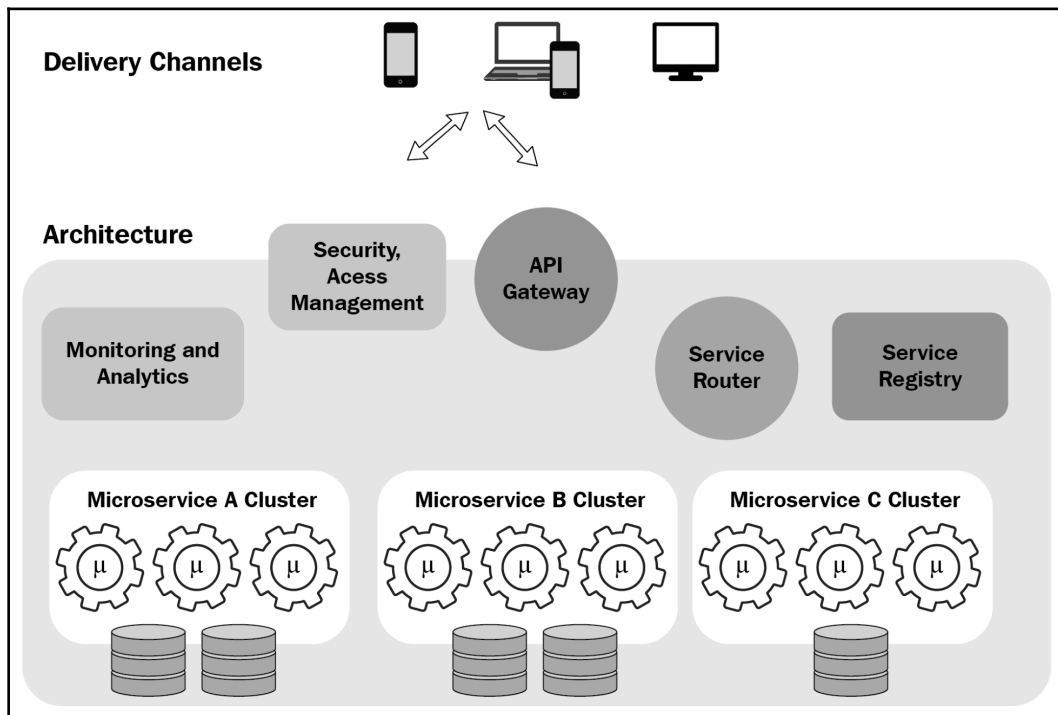 Delivery Channels
Architecture
Security,
Acess
Management
API
Gateway
Monitoring and
Analytics
Service
Router
Service
Registry
Microservice A Cluster
μ μ μ
Microservice B Cluster
μ μ μ
Microservice C Cluster
μ μ μ